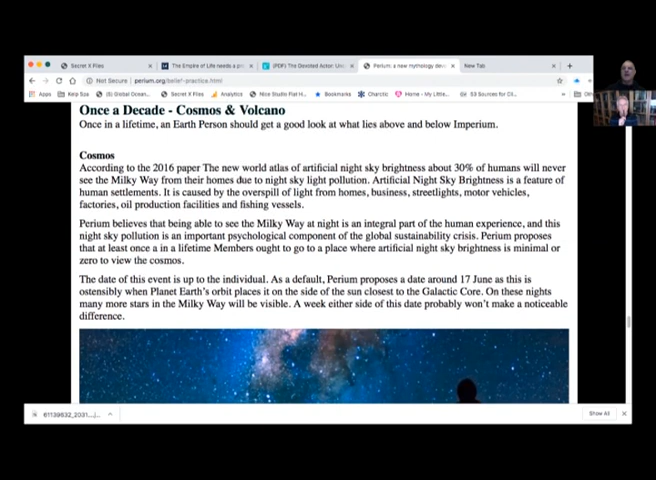 Secret X Files
The Empire of Life needs a
(PDF) The Devoted Actor:
Perium: a new mythology
New Tab
Not Secure | perium.org/belief-practice.html
Apps
Kelp Spa
(5) Global Ocean...
Secret X Files
Analytics
Nice Studio Flat H...
Bookmarks
Home - My Little...
53 Sources for
Once a Decade - Cosmos & Volcano
Once in a lifetime, an Earth Person should get a good look at what lies above and below Imperium.
Cosmos
According to the 2016 paper The new world atlas of artificial night sky brightness about 30% of humans will never
see the Milky Way from their homes due to night sky light pollution. Artificial Night Sky Brightness is a feature of
human settlements. It is caused by the overspill of light from homes, business, streetlights, motor vehicles,
factories, oil production facilities and fishing vessels.
Perium believes that being able to see the Milky Way at night is an integral part of the human experience, and this
night sky pollution is an important psychological component of the global sustainability crisis. Perium proposes
that at least once a in a lifetime Members ought to go to a place where artificial night sky brightness is minimal or
zero to view the cosmos.
The date of this event is up to the individual. As a default, Perium proposes a date around 17 June as this is
ostensibly when Planet Earth's orbit places it on the side of the sun closest to the Galactic Core. On these nights
many more stars in the Milky Way will be visible. A week either side of this date probably won't make a noticeable
difference.
Show All